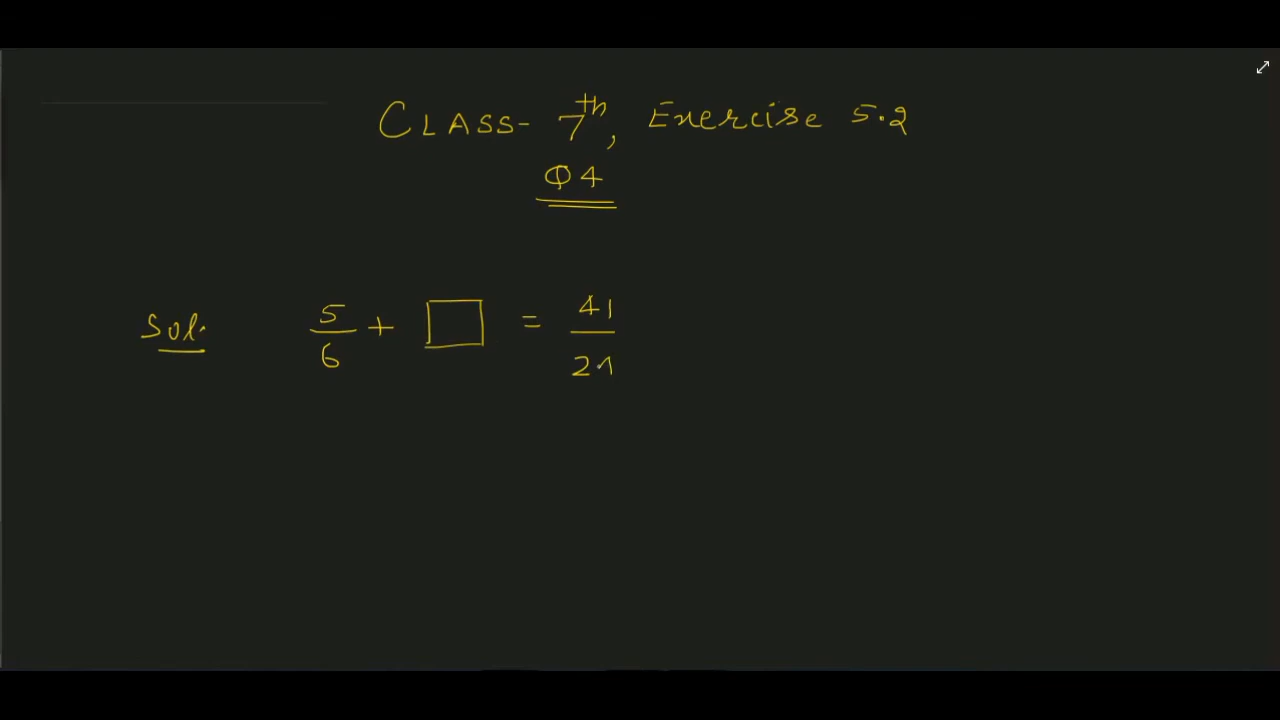 CLASS- 7th, Exercise 5.2
Q4
Sol. 5/6 + □ = 41/21